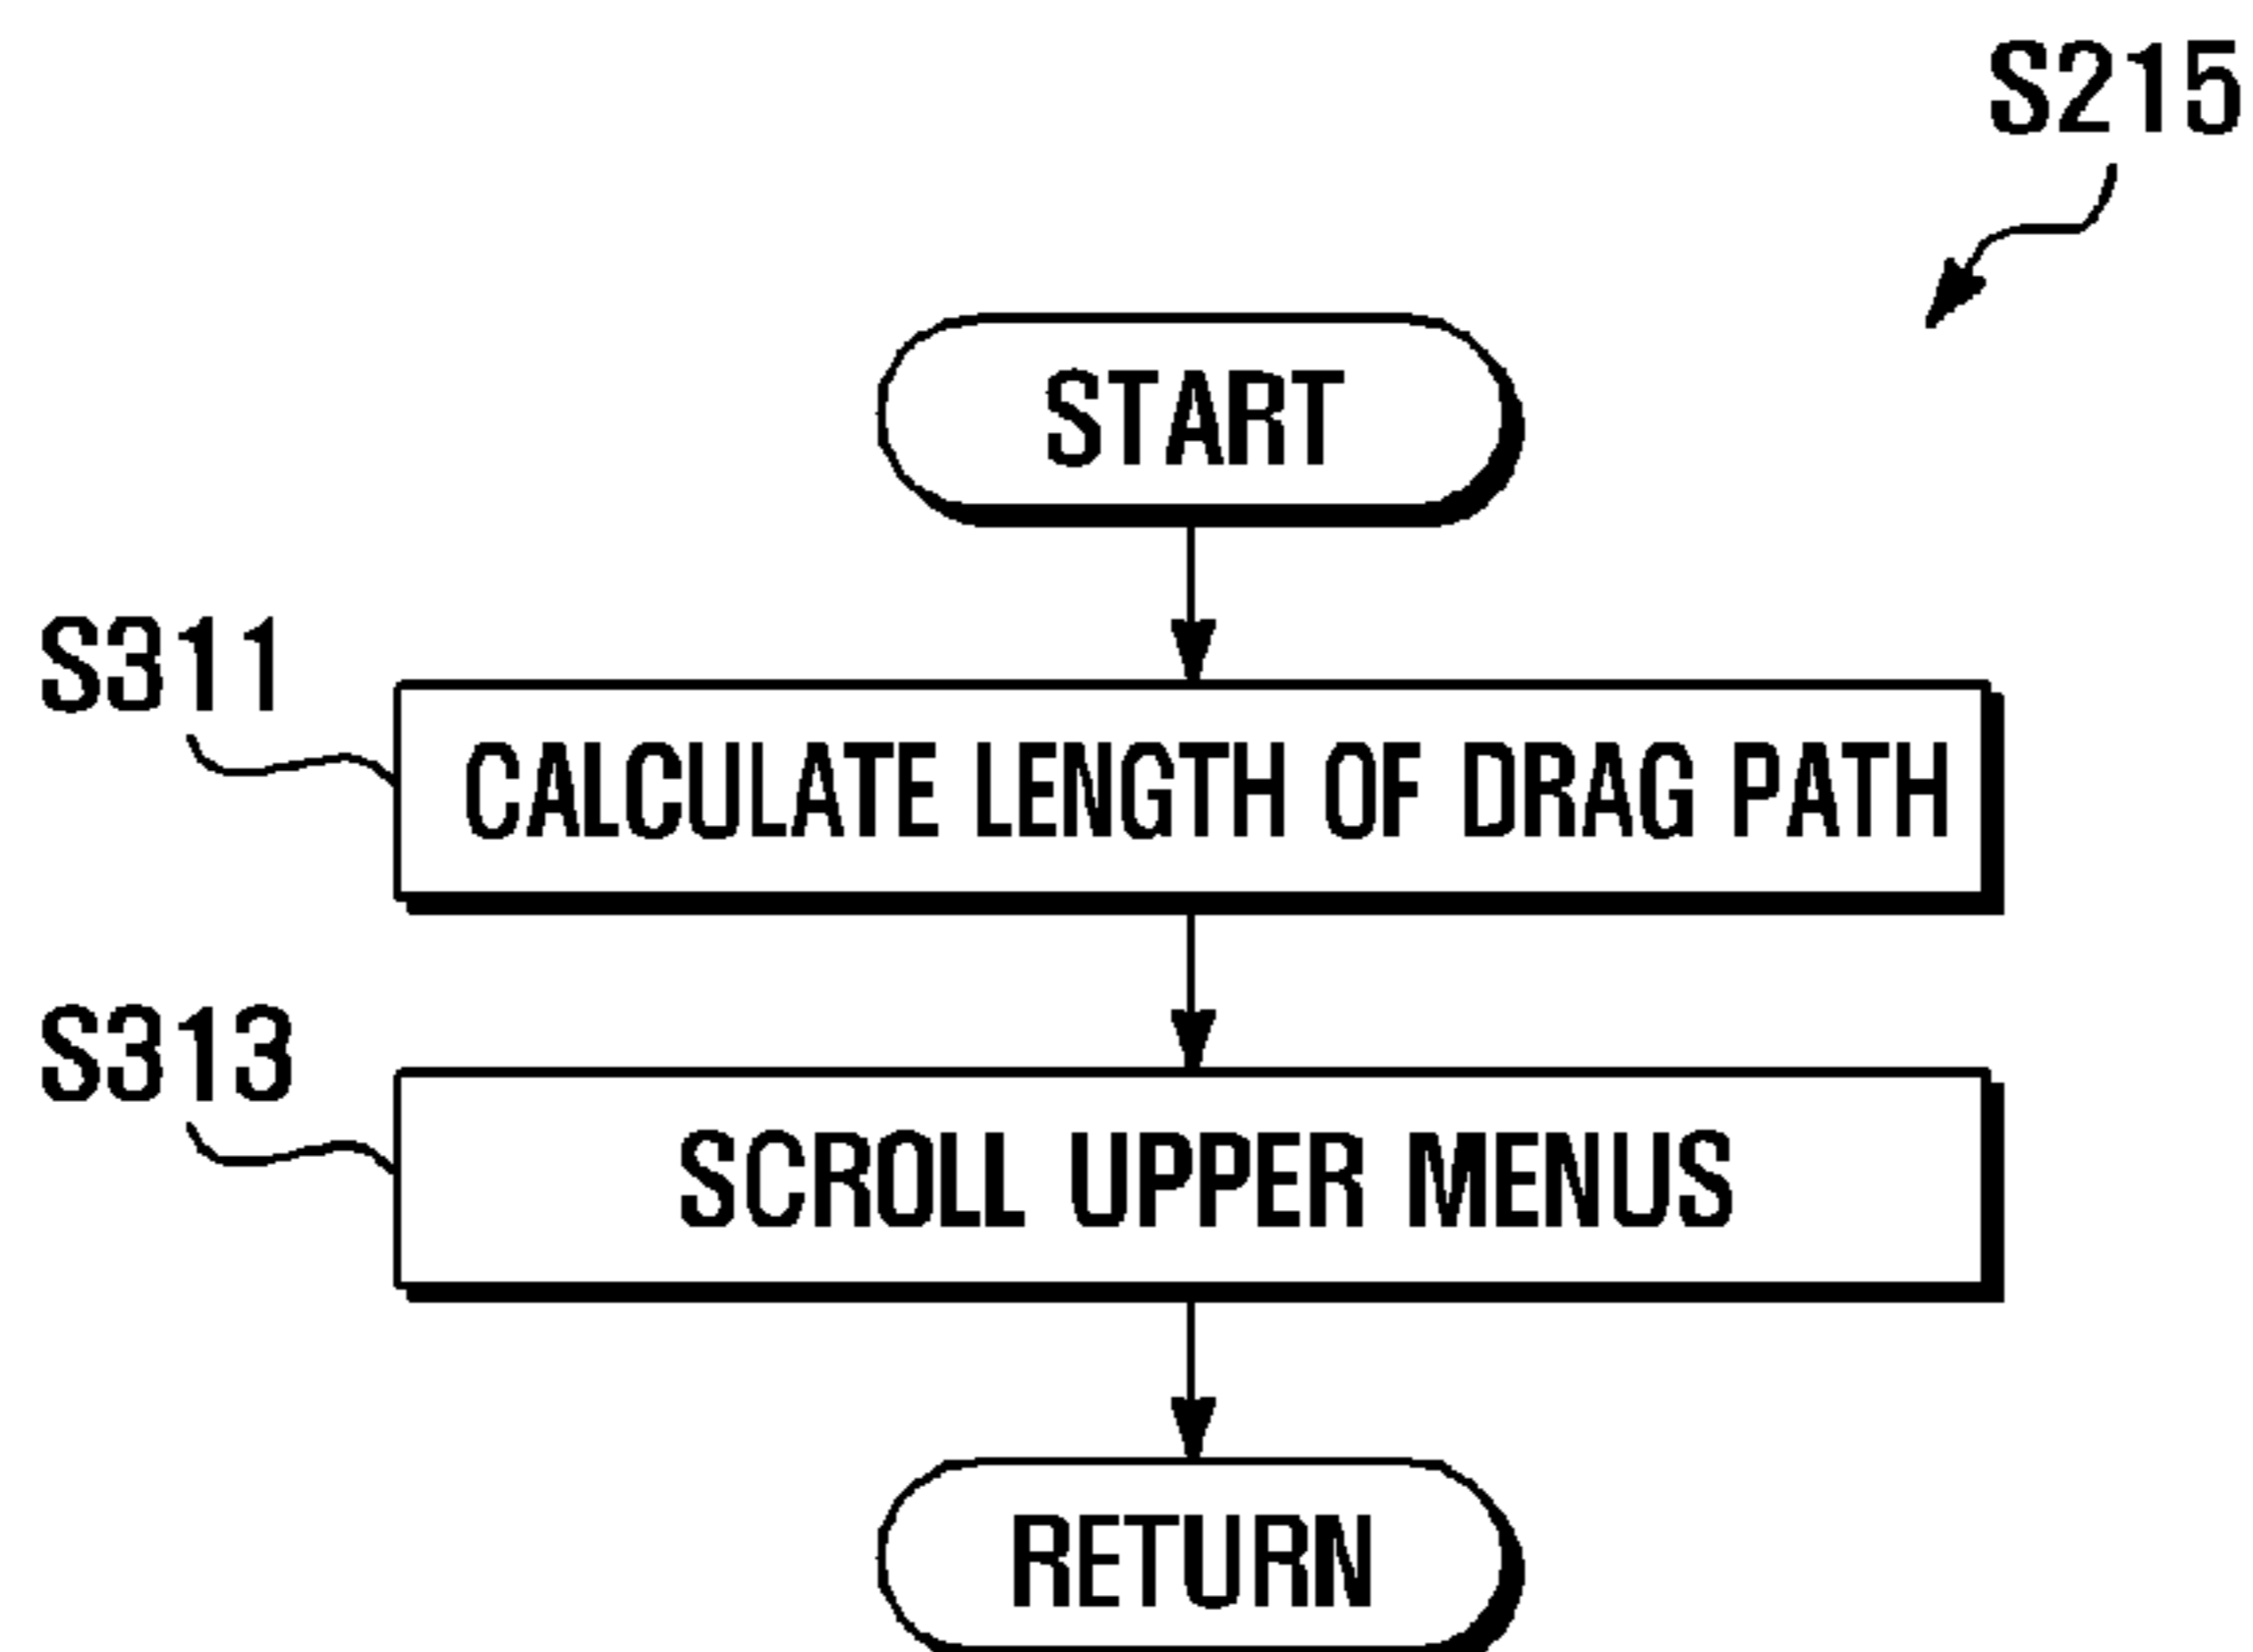 S215
START
S311
CALCULATE LENGTH OF DRAG PATH
S313
SCROLL UPPER MENUS
RETURN